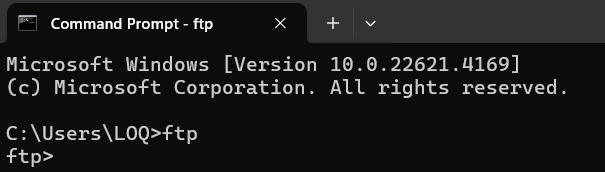 Command Prompt - ftp
Microsoft Windows [Version 10.0.22621.4169]
(c) Microsoft Corporation. All rights reserved.
C:\Users\LOQ>ftp
ftp>